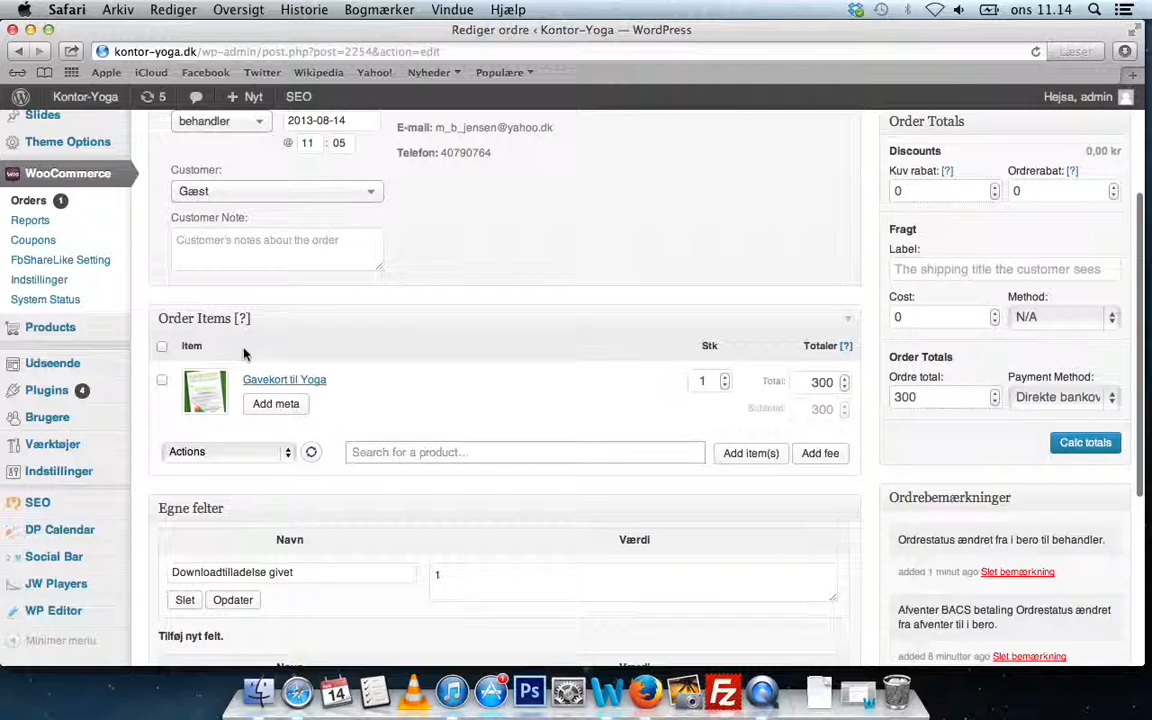 Safari Arkiv Rediger Oversigt Historie Bogmærker Vindue Hjælp ons 11.14
Rediger ordre ‹ Kontor-Yoga — WordPress
kontor-yoga.dk/wp-admin/post.php?post=2254&action=edit
Læser
Apple iCloud Facebook Twitter Wikipedia Yahoo! Nyheder Populære
Kontor-Yoga 5 + Nyt SEO Hejsa, admin
Slides
Theme Options
WooCommerce
Orders 1
Reports
Coupons
FbShareLike Setting
Indstillinger
System Status
Products
Udseende
Plugins 4
Brugere
Værktøjer
Indstillinger
SEO
DP Calendar
Social Bar
JW Players
WP Editor
Minimer menu
behandler 2013-08-14
@ 11 : 05
E-mail: m_b_jensen@yahoo.dk
Telefon: 40790764
Customer:
Gæst
Customer Note:
Customer's notes about the order
Order Items [?]
Item Stk Totaler [?]
Gavekort til Yoga 1 Total: 300
Add meta Subtotal: 300
Actions Search for a product... Add item(s) Add fee
Egne felter
Navn Værdi
Downloadtilladelse givet 1
Slet Opdater
Tilføj nyt felt.
Navn Værdi
Order Totals
Discounts 0,00 kr
Kuv rabat: [?] Ordrerabat: [?]
0 0
Fragt
Label:
The shipping title the customer sees
Cost: Method:
0 N/A
Order Totals
Ordre total: Payment Method:
300 Direkte bankov
Calc totals
Ordrebemærkninger
Ordrestatus ændret fra i bero til behandler.
added 1 minut ago Slet bemærkning
Afventer BACS betaling Ordrestatus ændret
fra afventer til i bero.
added 8 minutter ago Slet bemærkning
14
Ps
1
W
FZ